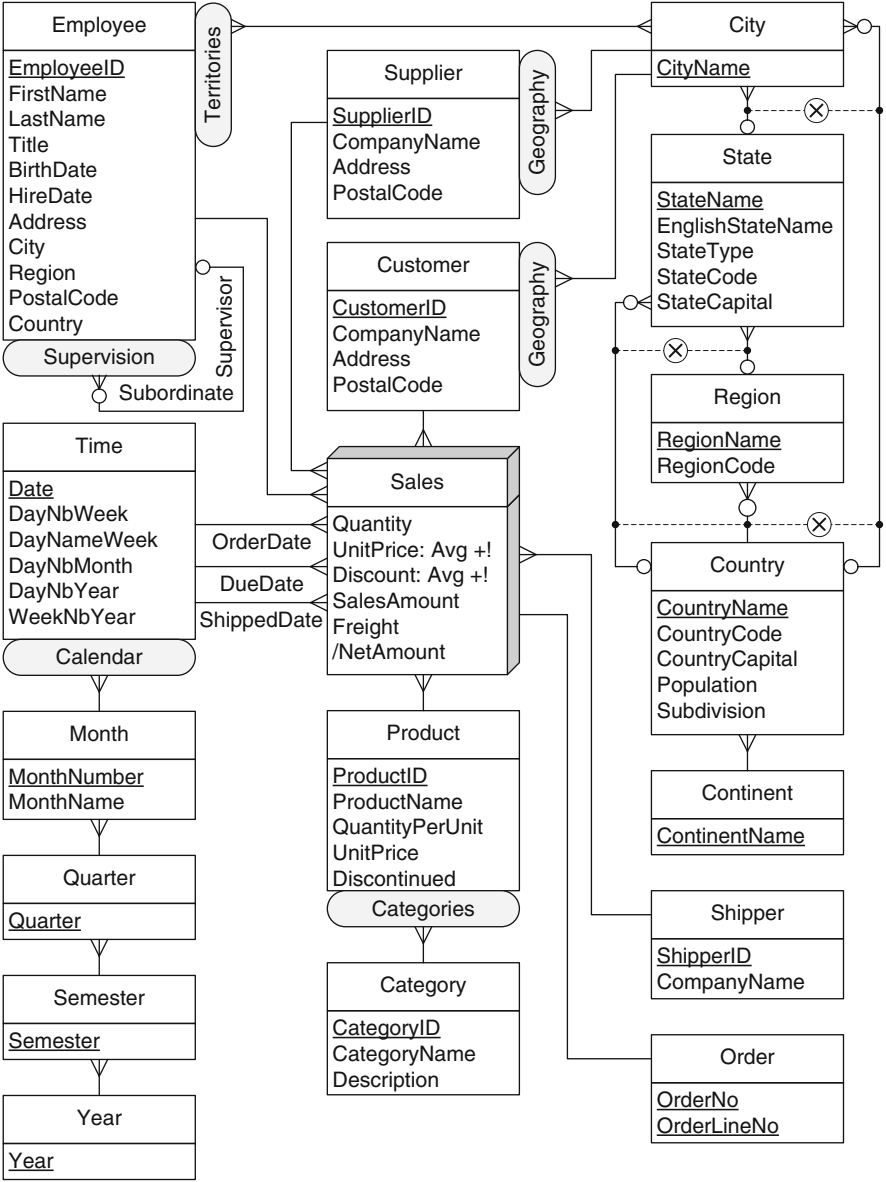 Employee
EmployeeID
FirstName
LastName
Title
BirthDate
HireDate
Address
City
Region
PostalCode
Country
Supervision
Territories
Supervisor
Subordinate
Time
Date
DayNbWeek
DayNameWeek
DayNbMonth
DayNbYear
WeekNbYear
Calendar
Month
MonthNumber
MonthName
Quarter
Quarter
Semester
Semester
Year
Year
Supplier
SupplierID
CompanyName
Address
PostalCode
Geography
Customer
CustomerID
CompanyName
Address
PostalCode
Geography
Sales
Quantity
UnitPrice: Avg +!
Discount: Avg +!
SalesAmount
Freight
/NetAmount
OrderDate
DueDate
ShippedDate
Product
ProductID
ProductName
QuantityPerUnit
UnitPrice
Discontinued
Categories
Category
CategoryID
CategoryName
Description
City
CityName
State
StateName
EnglishStateName
StateType
StateCode
StateCapital
Region
RegionName
RegionCode
Country
CountryName
CountryCode
CountryCapital
Population
Subdivision
Continent
ContinentName
Shipper
ShipperID
CompanyName
Order
OrderNo
OrderLineNo